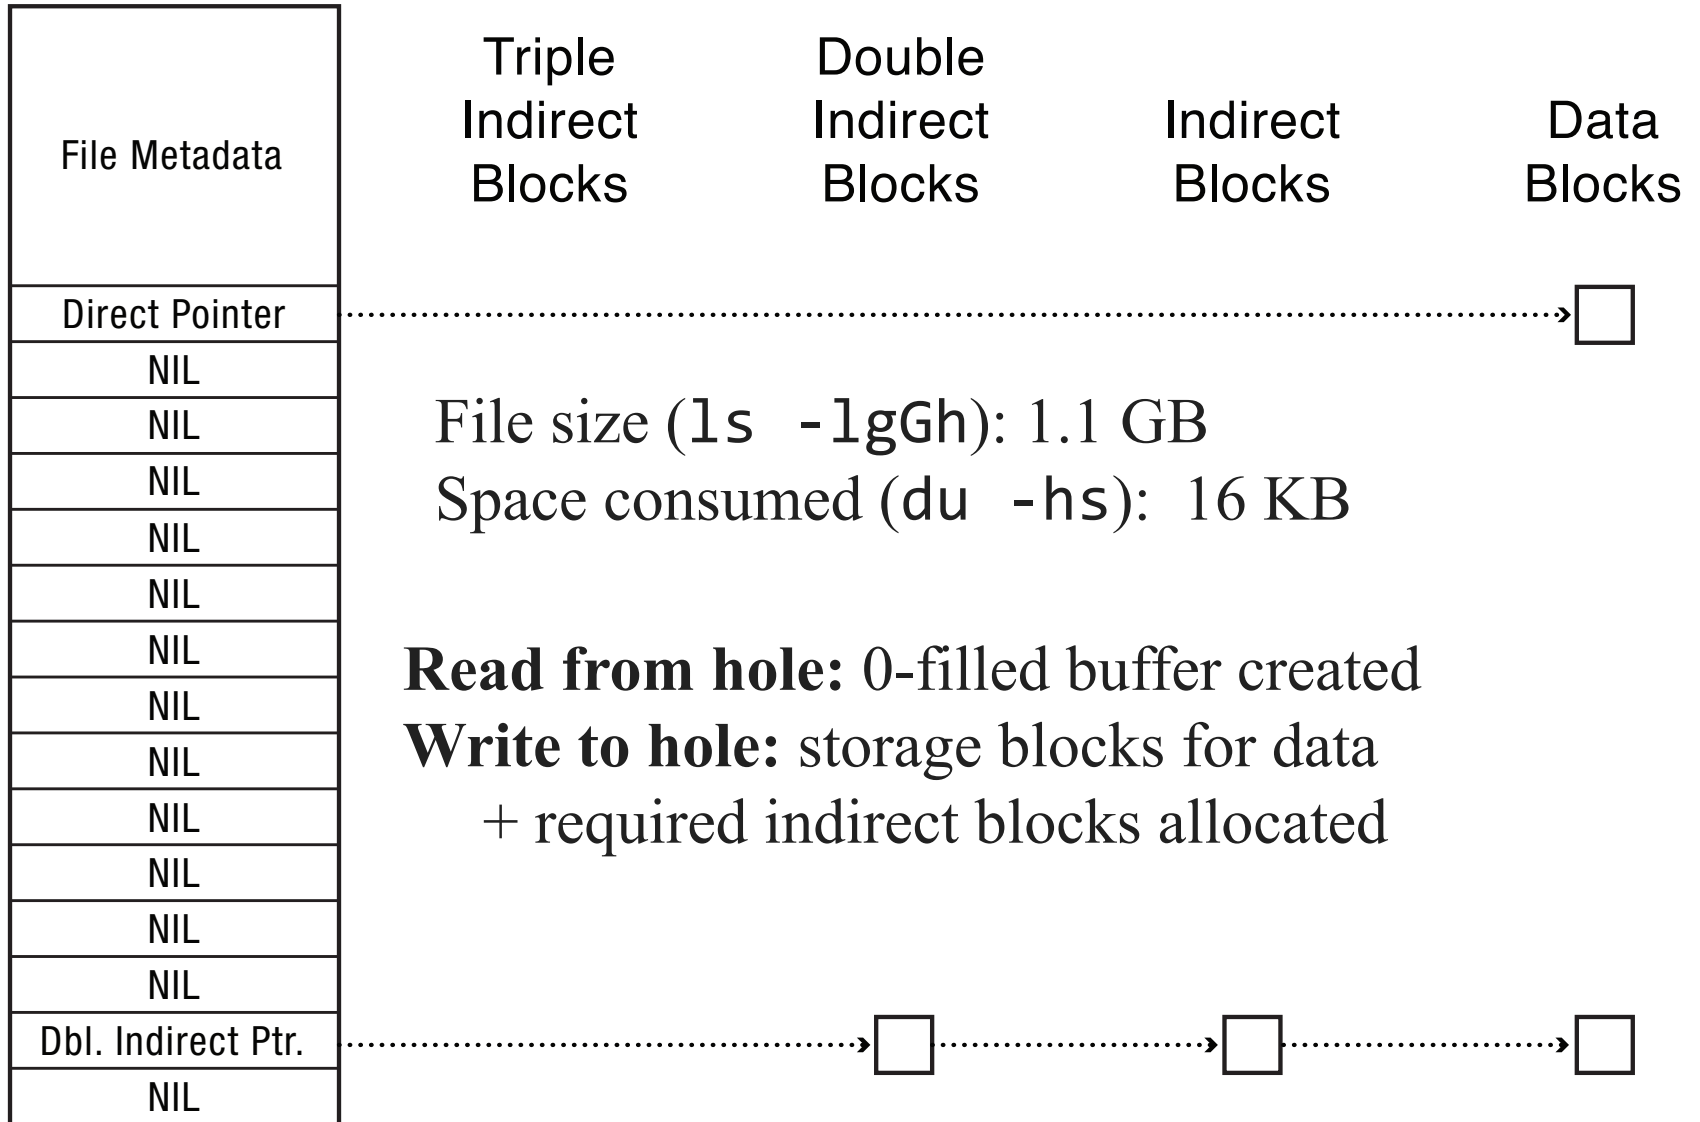 File Metadata
Triple
Indirect
Blocks
Double
Indirect
Blocks
Indirect
Blocks
Data
Blocks
Direct Pointer
NIL
NIL
NIL
NIL
NIL
NIL
NIL
NIL
NIL
NIL
NIL
NIL
Dbl. Indirect Ptr.
NIL
File size (ls -lgGh): 1.1 GB
Space consumed (du -hs): 16 KB
Read from hole: 0-filled buffer created
Write to hole: storage blocks for data
+ required indirect blocks allocated